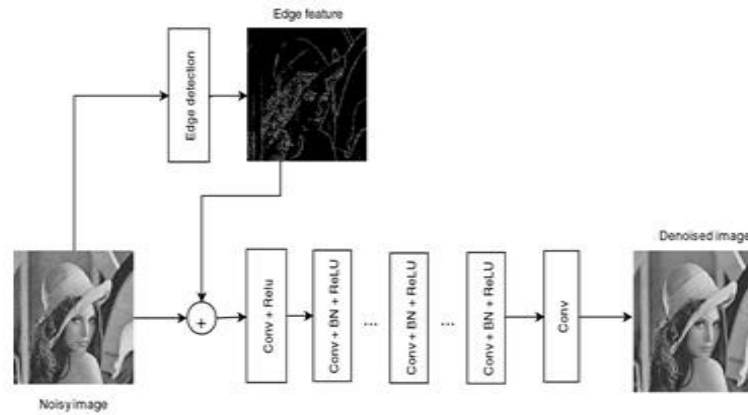 Edge feature
Edge detection
Denoised image
Conv + Relu
Conv + BN + ReLU
...
Conv + BN + ReLU
...
Conv + BN + ReLU
Conv
+
Noisy image